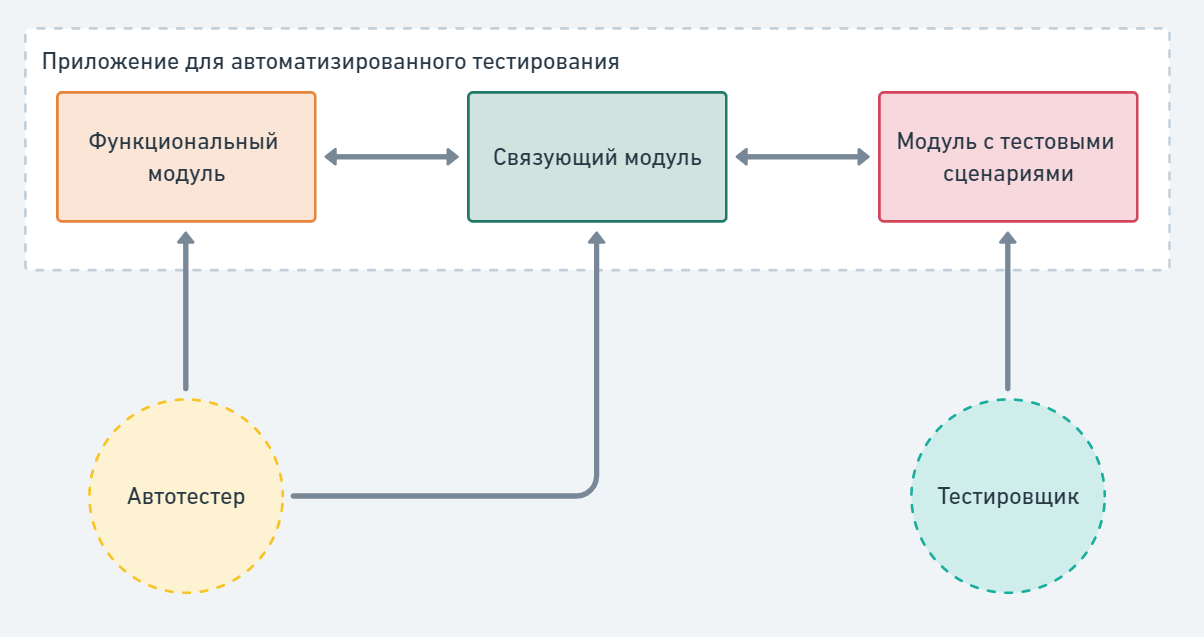 Приложение для автоматизированного тестирования
Функциональный
модуль
Связующий модуль
Модуль с тестовыми
сценариями
Автотестер
Тестировщик